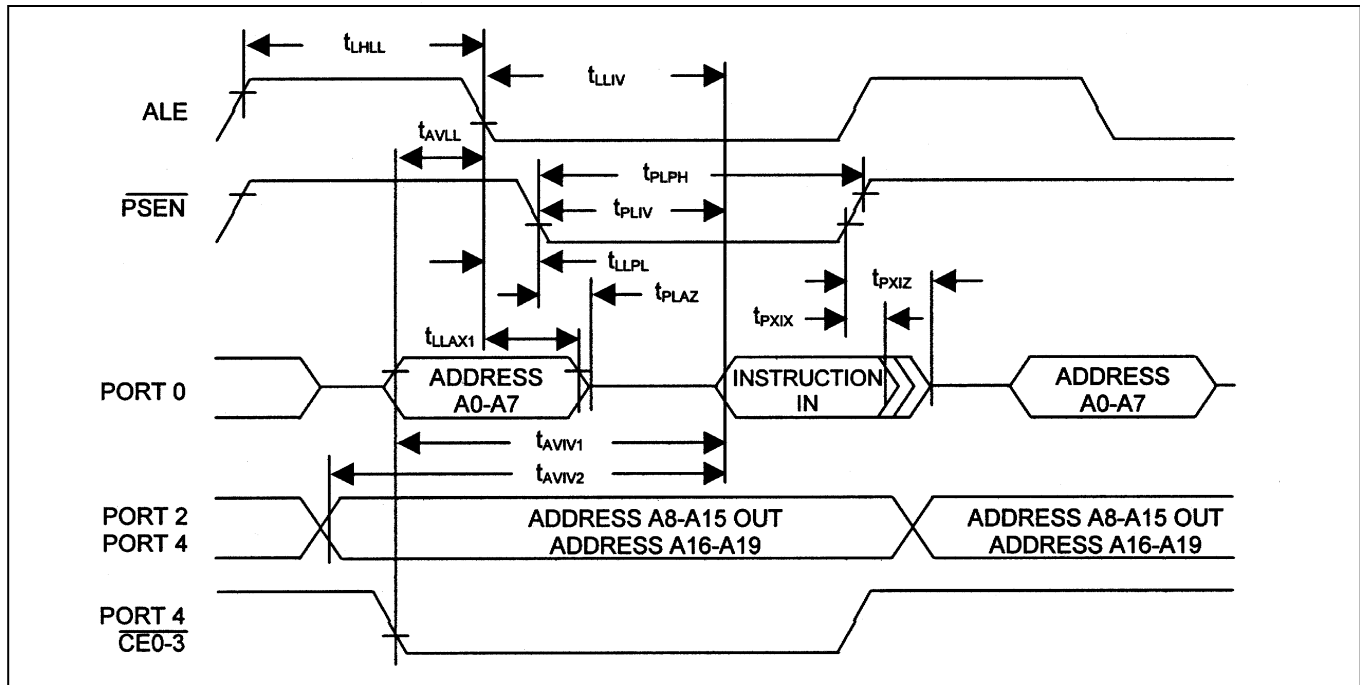 tLHLL
tLLIV
ALE
tAVLL
tPLPH
PSEN
tPLIV
tLLPL
tPLAZ
tPXIZ
tPXIX
tLLAX1
PORT 0
ADDRESS
A0-A7
INSTRUCTION
IN
ADDRESS
A0-A7
tAVIV1
tAVIV2
PORT 2
PORT 4
ADDRESS A8-A15 OUT
ADDRESS A16-A19
ADDRESS A8-A15 OUT
ADDRESS A16-A19
PORT 4
CE0-3